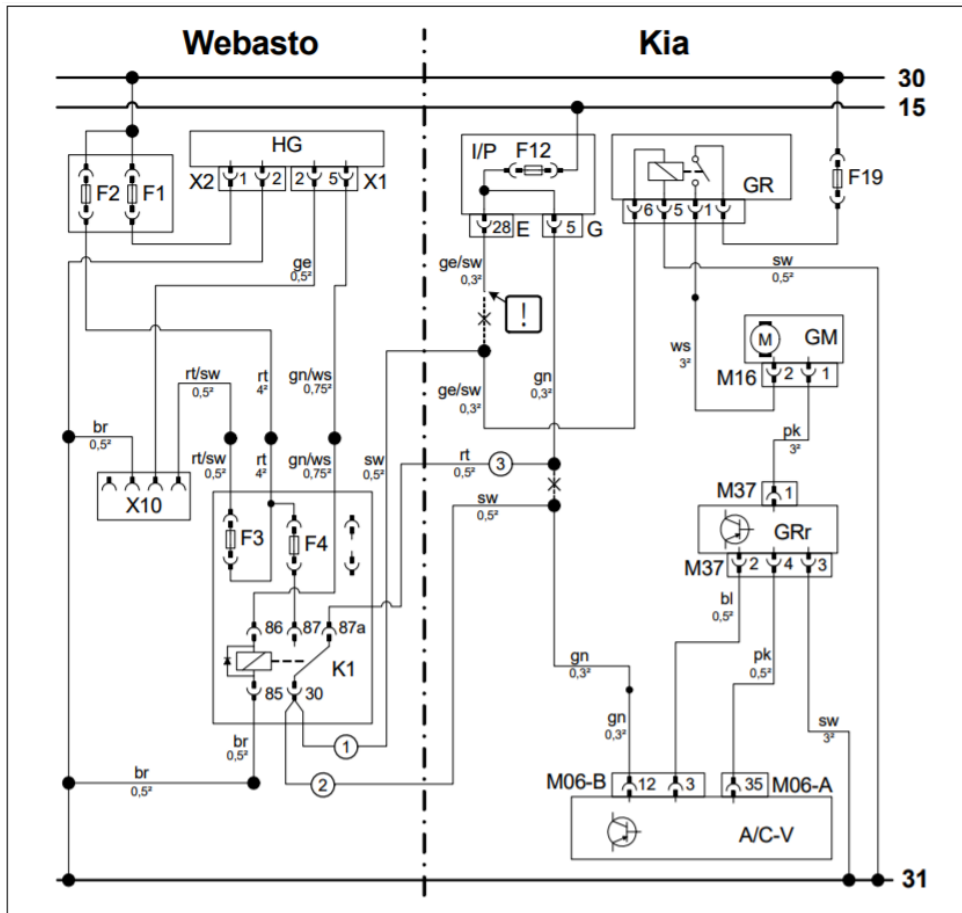 Webasto
Kia
30
15
HG
X2 1 2 2 5 X1
F2 F1
I/P F12
28 E 5 G
GR
6 5 1
F19
ge
0,5²
ge/sw
0,3²
!
sw
0,5²
M GM
M16 2 1
ws
3²
rt/sw
0,5²
rt
4²
gn/ws
0,75²
ge/sw
0,3²
gn
0,3²
pk
3²
br
0,5²
rt/sw
0,5²
rt
4²
gn/ws
0,75²
sw
0,5²
rt
0,5²
3
sw
0,5²
X10
M37 1
GRr
M37 2 4 3
F3 F4
86 87 87a
K1
85 30
bl
0,5²
pk
0,5²
sw
3²
gn
0,3²
gn
0,3²
br
0,5²
1
br
0,5²
2
M06-B 12 3 35 M06-A
A/C-V
31